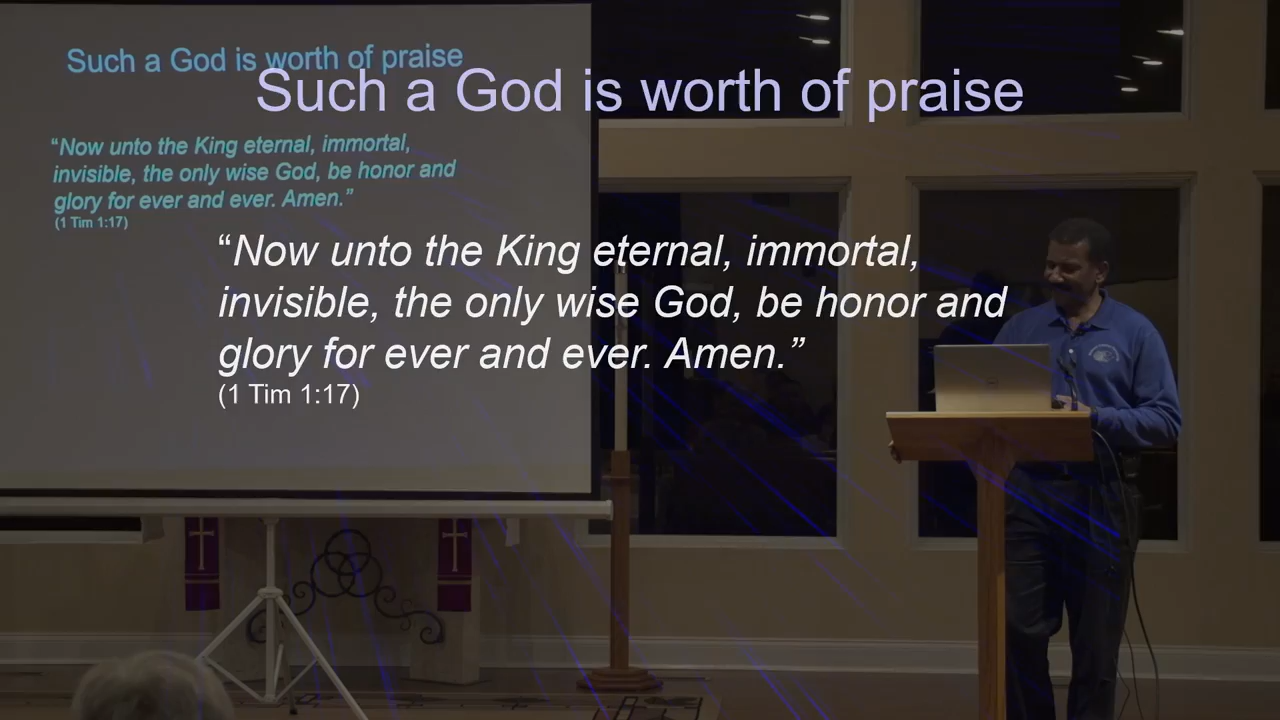 Such a God is worth of praise
“Now unto the King eternal, immortal,
invisible, the only wise God, be honor and
glory for ever and ever. Amen.”
(1 Tim 1:17)
Such a God is worth of praise
“Now unto the King eternal, immortal,
invisible, the only wise God, be honor and
glory for ever and ever. Amen.”
(1 Tim 1:17)